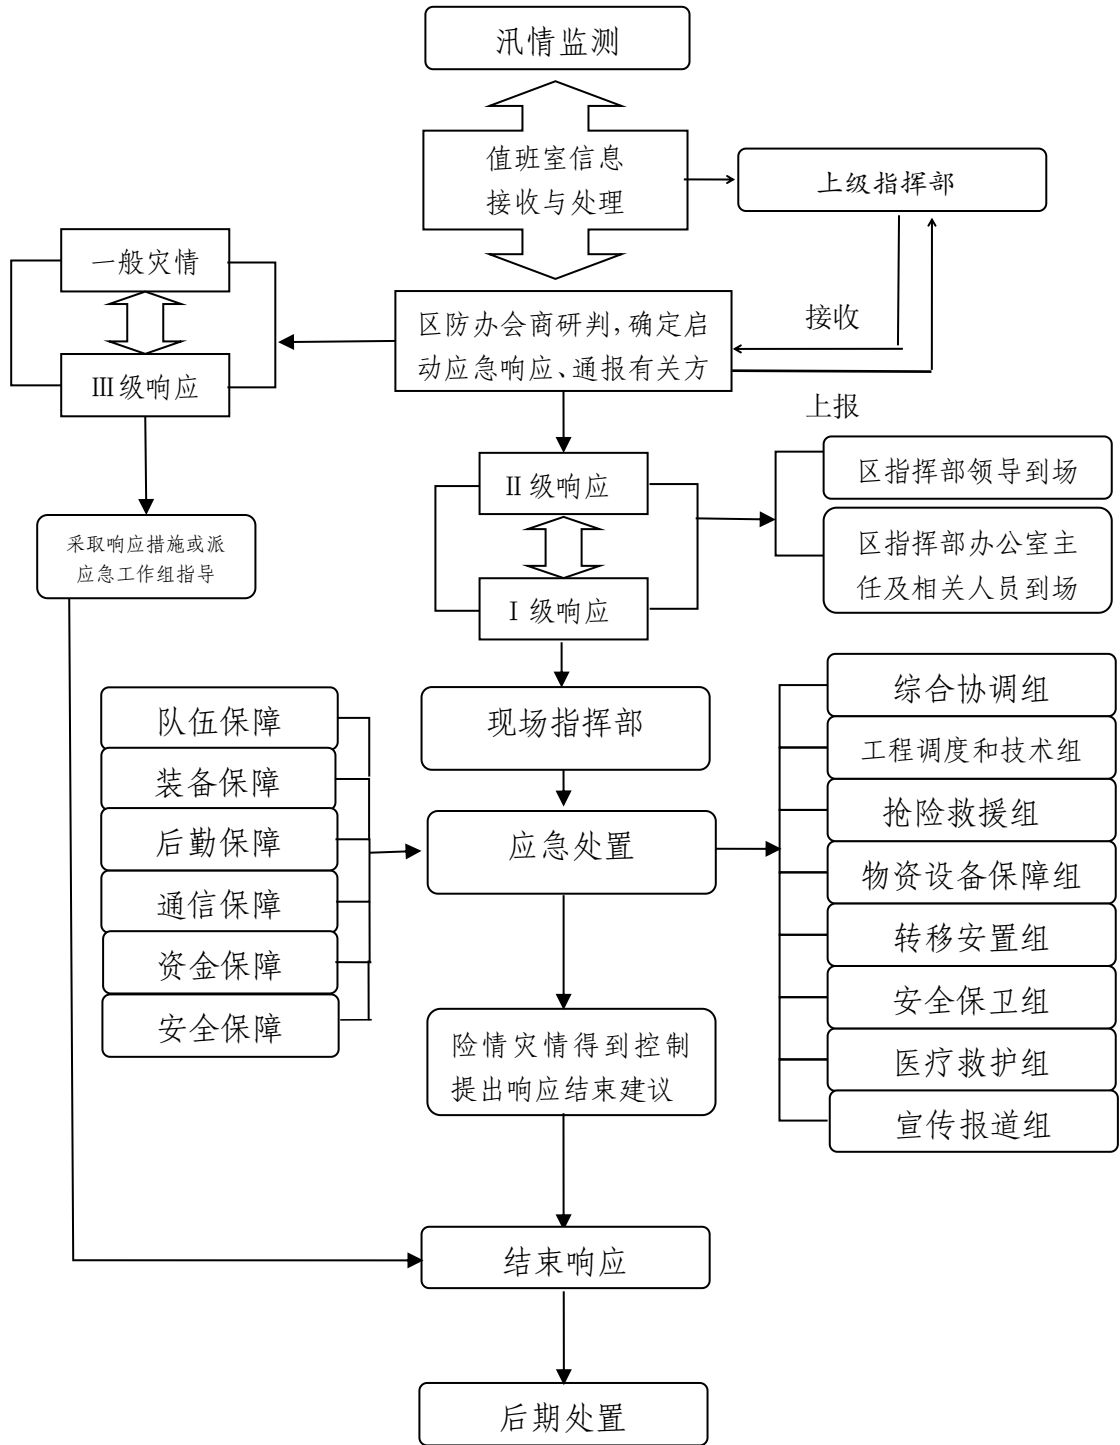 汛情监测
值班室信息
接收与处理
上级指挥部
一般灾情
区防办会商研判,确定启
动应急响应、通报有关方
接收
Ⅲ级响应
上报
Ⅱ级响应
区指挥部领导到场
采取响应措施或派
应急工作组指导
区指挥部办公室主
任及相关人员到场
Ⅰ级响应
现场指挥部
队伍保障
装备保障
后勤保障
通信保障
资金保障
安全保障
应急处置
综合协调组
工程调度和技术组
抢险救援组
物资设备保障组
转移安置组
安全保卫组
医疗救护组
宣传报道组
险情灾情得到控制
提出响应结束建议
结束响应
后期处置